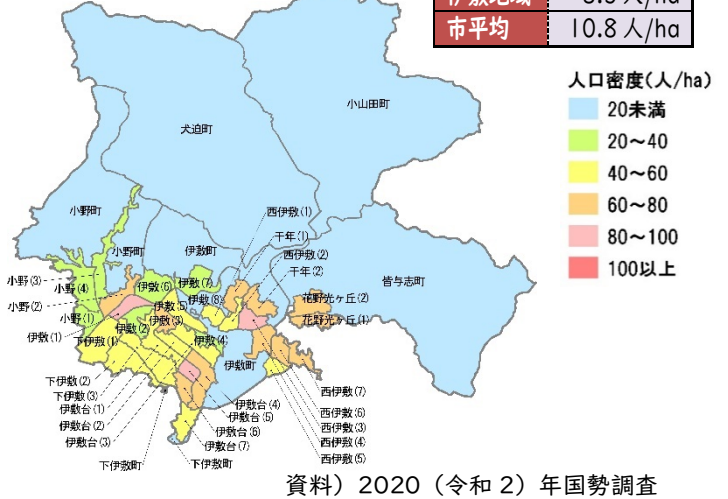 市平均 10.8人/ha
人口密度(人/ha)
20未満
20～40
40～60
60～80
80～100
100以上
小山田町
犬迫町
小野町
小野町
伊敷町
西伊敷(1)
千年(1)
西伊敷(2)
千年(2)
皆与志町
花野光ヶ丘(2)
花野光ヶ丘(1)
小野(3)
小野(4)
小野(2)
小野(1)
伊敷(1)
伊敷(6)
伊敷(7)
伊敷(8)
伊敷(5)
伊敷(3)
伊敷(2)
伊敷(4)
下伊敷(1)
伊敷町
下伊敷(2)
下伊敷(3)
伊敷台(1)
伊敷台(2)
伊敷台(3)
下伊敷町
下伊敷町
伊敷台(4)
伊敷台(5)
伊敷台(6)
伊敷台(7)
西伊敷(7)
西伊敷(6)
西伊敷(3)
西伊敷(4)
西伊敷(5)
資料）2020（令和2）年国勢調査